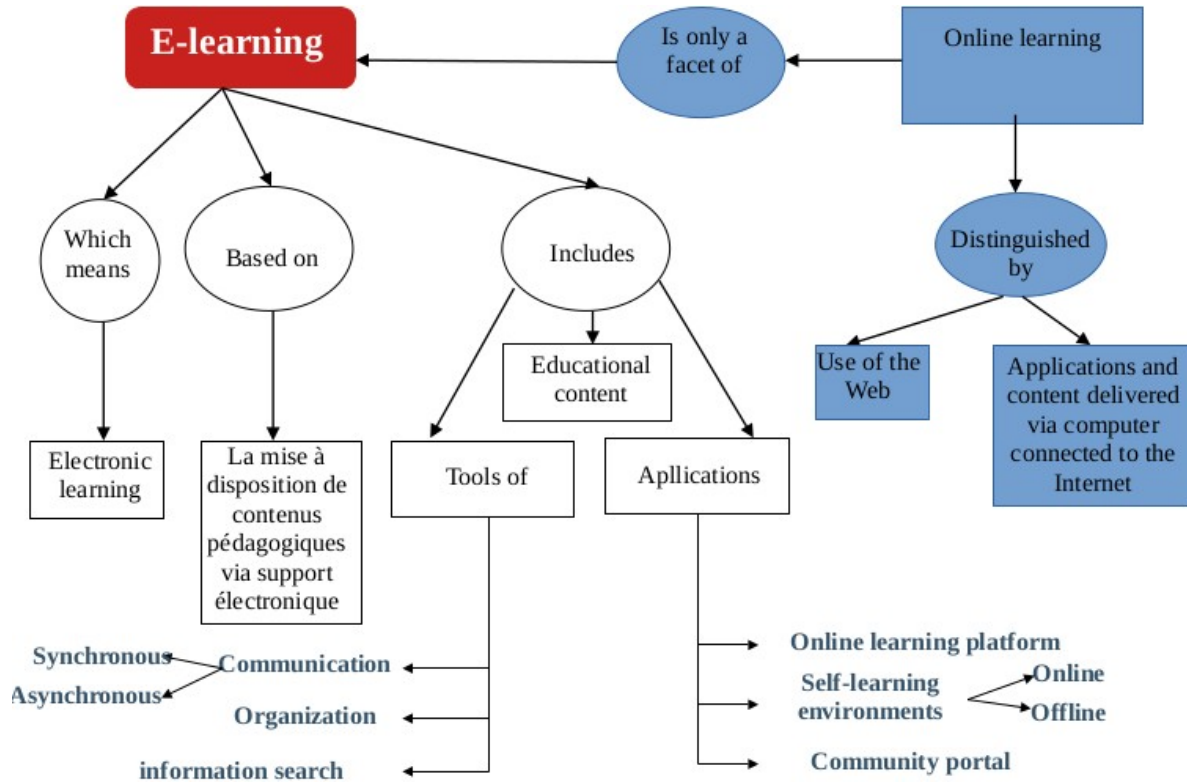 E-learning
Is only a
facet of
Online learning
Which
means
Based on
Includes
Distinguished
by
Educational
content
Use of the
Web
Applications and
content delivered
via computer
connected to the
Internet
Electronic
learning
La mise à
disposition de
contenus
pédagogiques
via support
électronique
Tools of
Apllications
Synchronous
Asynchronous
Communication
Organization
information search
Online learning platform
Self-learning
environments
Online
Offline
Community portal